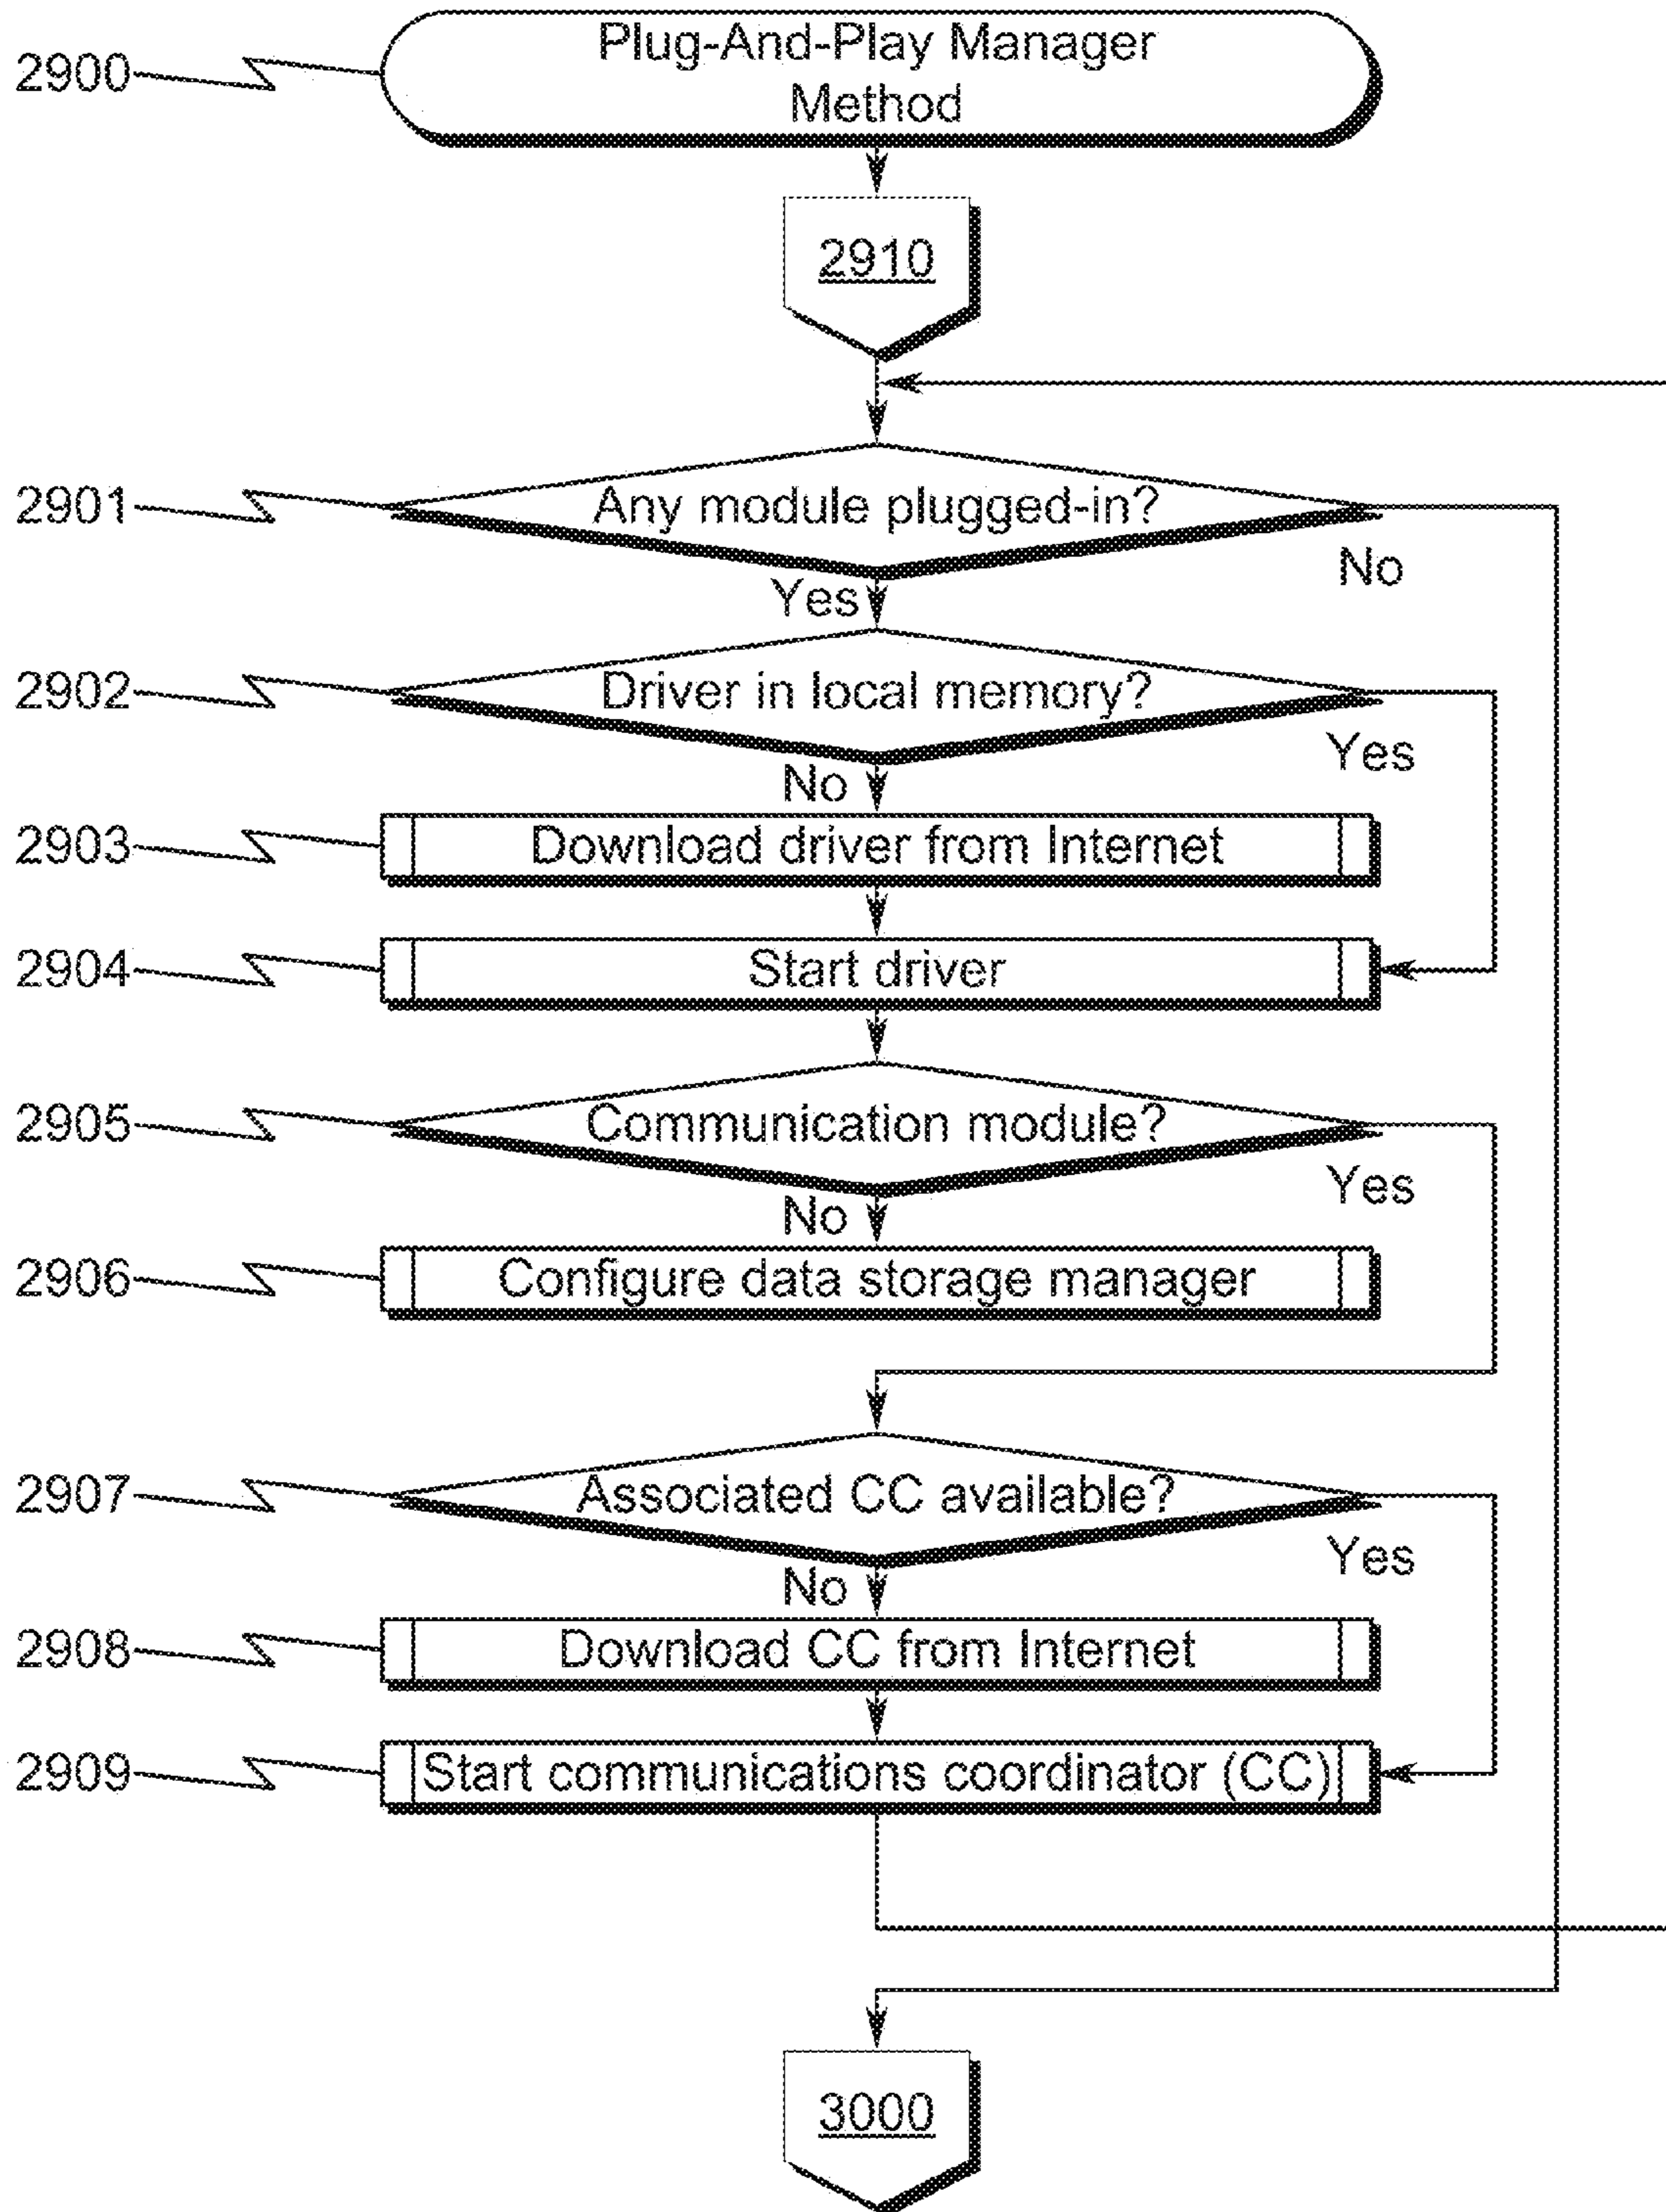 2900
Plug-And-Play Manager
Method
2910
2901
Any module plugged-in?
No
Yes
2902
Driver in local memory?
Yes
No
2903
Download driver from Internet
2904
Start driver
2905
Communication module?
Yes
No
2906
Configure data storage manager
2907
Associated CC available?
Yes
No
2908
Download CC from Internet
2909
Start communications coordinator (CC)
3000